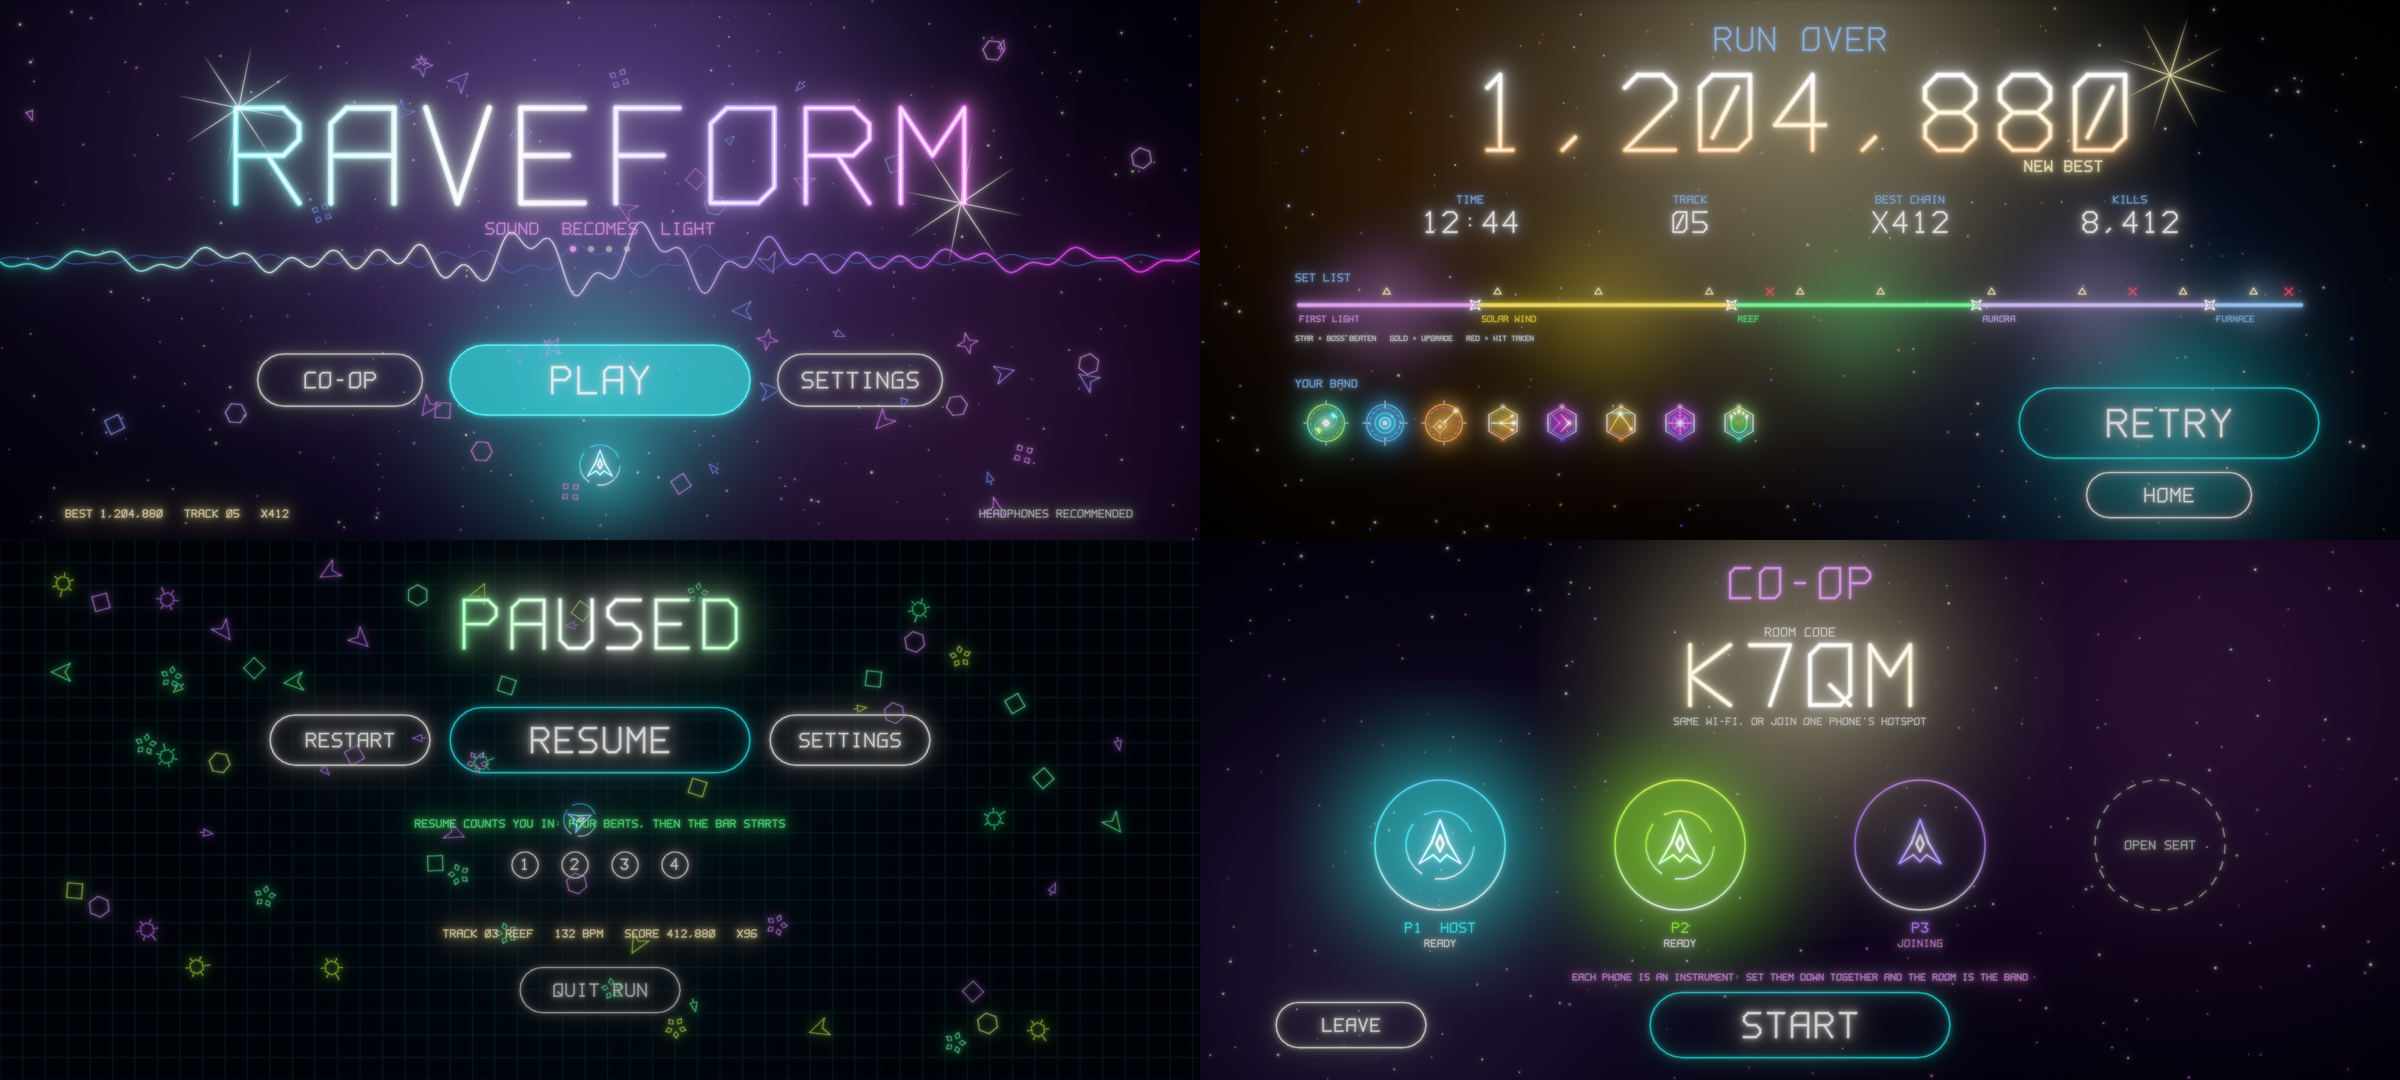 RAVEFORM
SOUND BECOMES LIGHT
CO-OP
PLAY
SETTINGS
BEST 1,204,880 TRACK 05 X412
HEADPHONES RECOMMENDED
RUN OVER
1,204,880
NEW BEST
TIME
12:44
TRACK
05
BEST CHAIN
X412
KILLS
8,412
SET LIST
FIRST LIGHT
SOLAR WIND
REEF
AURORA
FURNACE
STAR = BOSS BEATEN GOLD = UPGRADE RED = HIT TAKEN
YOUR BAND
RETRY
HOME
PAUSED
RESTART
RESUME
SETTINGS
RESUME COUNTS YOU IN: FOUR BEATS, THEN THE BAR STARTS
1 2 3 4
TRACK 03 REEF 132 BPM SCORE 412,880 X96
QUIT RUN
CO-OP
ROOM CODE
K7QM
SAME WI-FI, OR JOIN ONE PHONE'S HOTSPOT
P1 HOST
READY
P2
READY
P3
JOINING
OPEN SEAT
EACH PHONE IS AN INSTRUMENT: SET THEM DOWN TOGETHER AND THE ROOM IS THE BAND
LEAVE
START